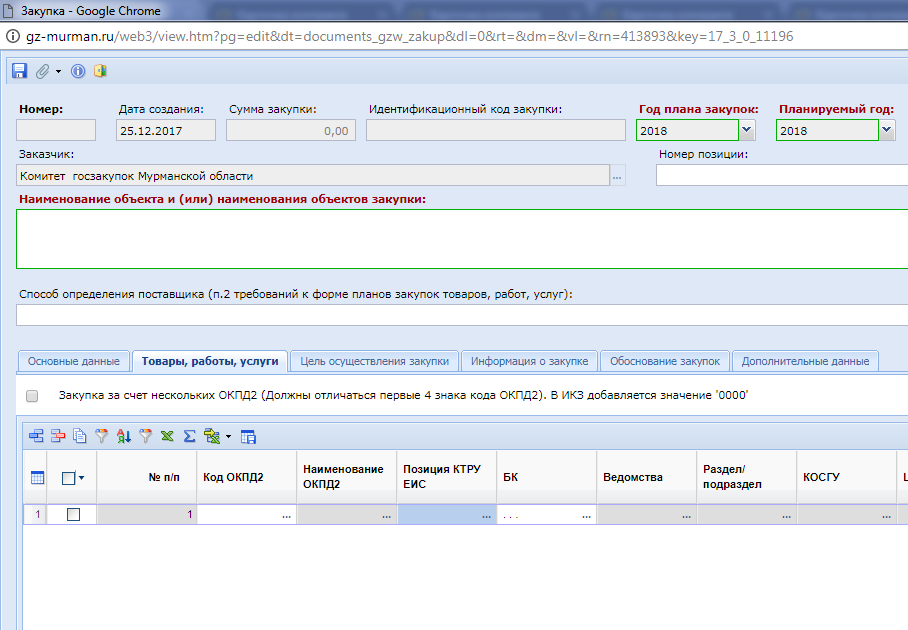 Закупка - Google Chrome
gz-murman.ru/web3/view.htm?pg=edit&dt=documents_gzw_zakup&dl=0&rt=&dm=&vl=&rn=413893&key=17_3_0_11196
Номер: Дата создания: Сумма закупки: Идентификационный код закупки: Год плана закупок: Планируемый год:
25.12.2017 0,00 2018 2018
Заказчик: Номер позиции:
Комитет госзакупок Мурманской области ...
Наименование объекта и (или) наименования объектов закупки:
Способ определения поставщика (п.2 требований к форме планов закупок товаров, работ, услуг):
Основные данные Товары, работы, услуги Цель осуществления закупки Информация о закупке Обоснование закупок Дополнительные данные
Закупка за счет нескольких ОКПД2 (Должны отличаться первые 4 знака кода ОКПД2). В ИКЗ добавляется значение '0000'
№ п/п Код ОКПД2 Наименование ОКПД2 Позиция КТРУ ЕИС БК Ведомства Раздел/ подраздел КОСГУ
1 1 ... ... ... . . . ... ... ... ...